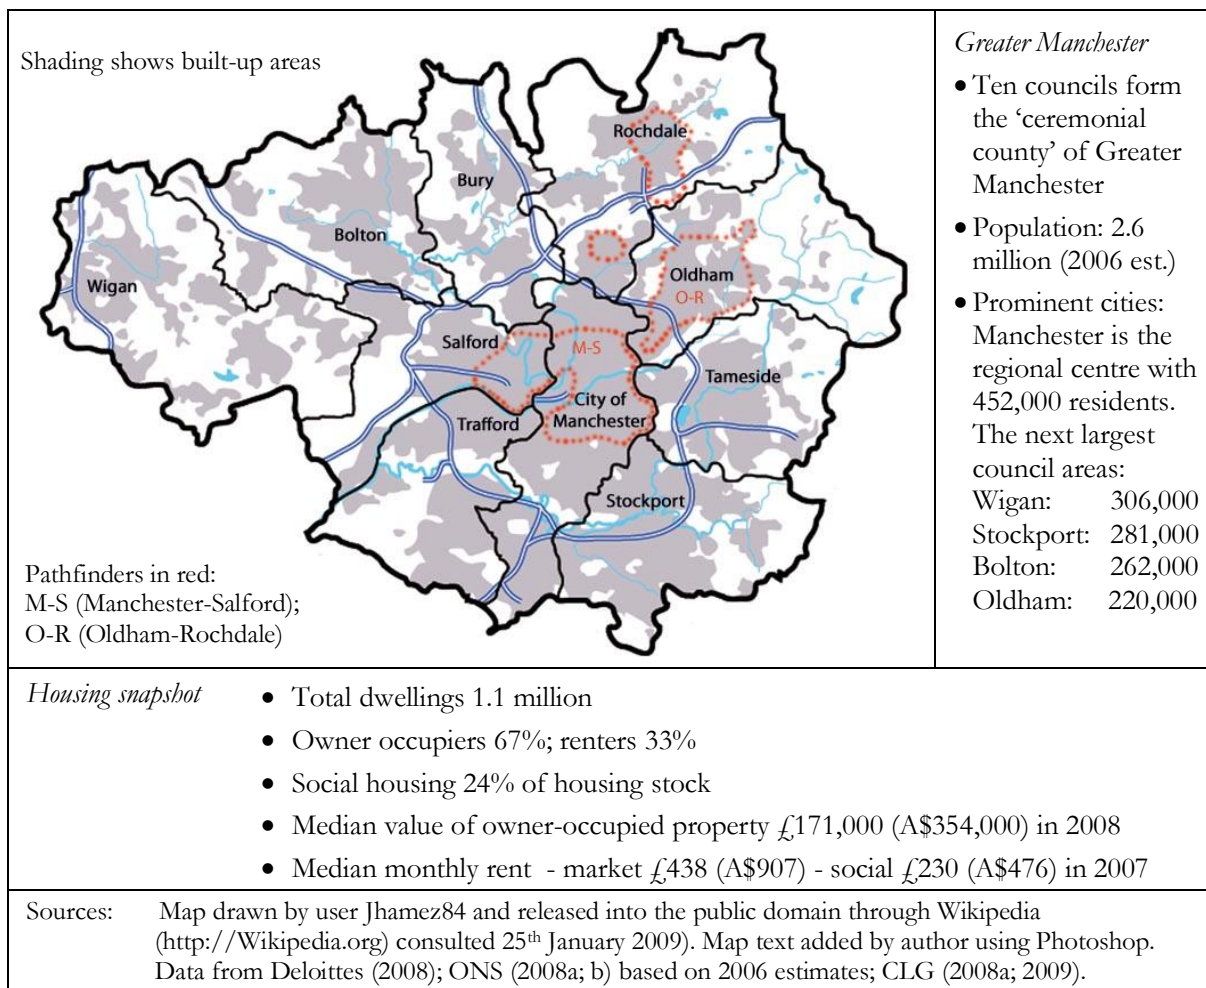 Shading shows built-up areas
Rochdale
Bury
Bolton
Oldham
O-R
Wigan
Salford
M-S
Tameside
City of
Manchester
Trafford
Stockport
Pathfinders in red:
M-S (Manchester-Salford);
O-R (Oldham-Rochdale)
Greater Manchester
• Ten councils form
the ‘ceremonial
county’ of Greater
Manchester
• Population: 2.6
million (2006 est.)
• Prominent cities:
Manchester is the
regional centre with
452,000 residents.
The next largest
council areas:
Wigan: 306,000
Stockport: 281,000
Bolton: 262,000
Oldham: 220,000
Housing snapshot
• Total dwellings 1.1 million
• Owner occupiers 67%; renters 33%
• Social housing 24% of housing stock
• Median value of owner-occupied property £171,000 (A$354,000) in 2008
• Median monthly rent - market £438 (A$907) - social £230 (A$476) in 2007
Sources: Map drawn by user Jhamez84 and released into the public domain through Wikipedia
(http://Wikipedia.org) consulted 25th January 2009). Map text added by author using Photoshop.
Data from Deloittes (2008); ONS (2008a; b) based on 2006 estimates; CLG (2008a; 2009).